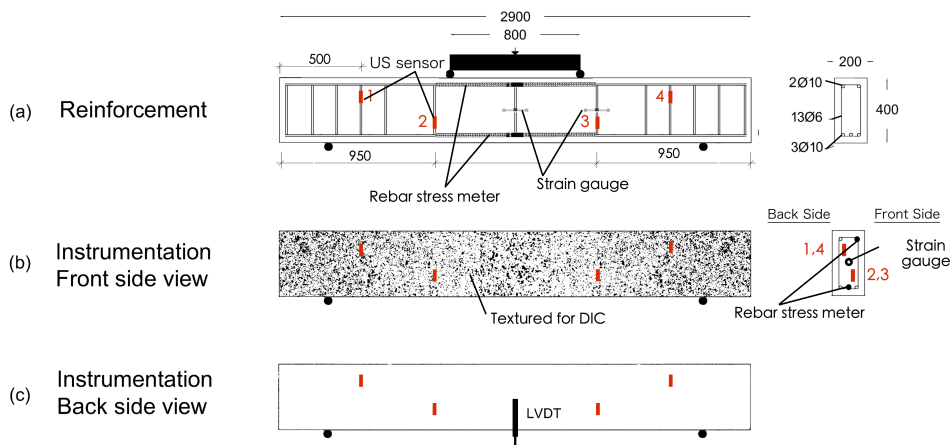 2900
800
500
US sensor
200
(a)
Reinforcement
1
4
2Ø10
400
2
3
13Ø6
3Ø10
950
950
Rebar stress meter
Strain gauge
Back Side
Front Side
(b)
Instrumentation
Front side view
1,4
Strain
gauge
2,3
Textured for DIC
Rebar stress meter
(c)
Instrumentation
Back side view
LVDT